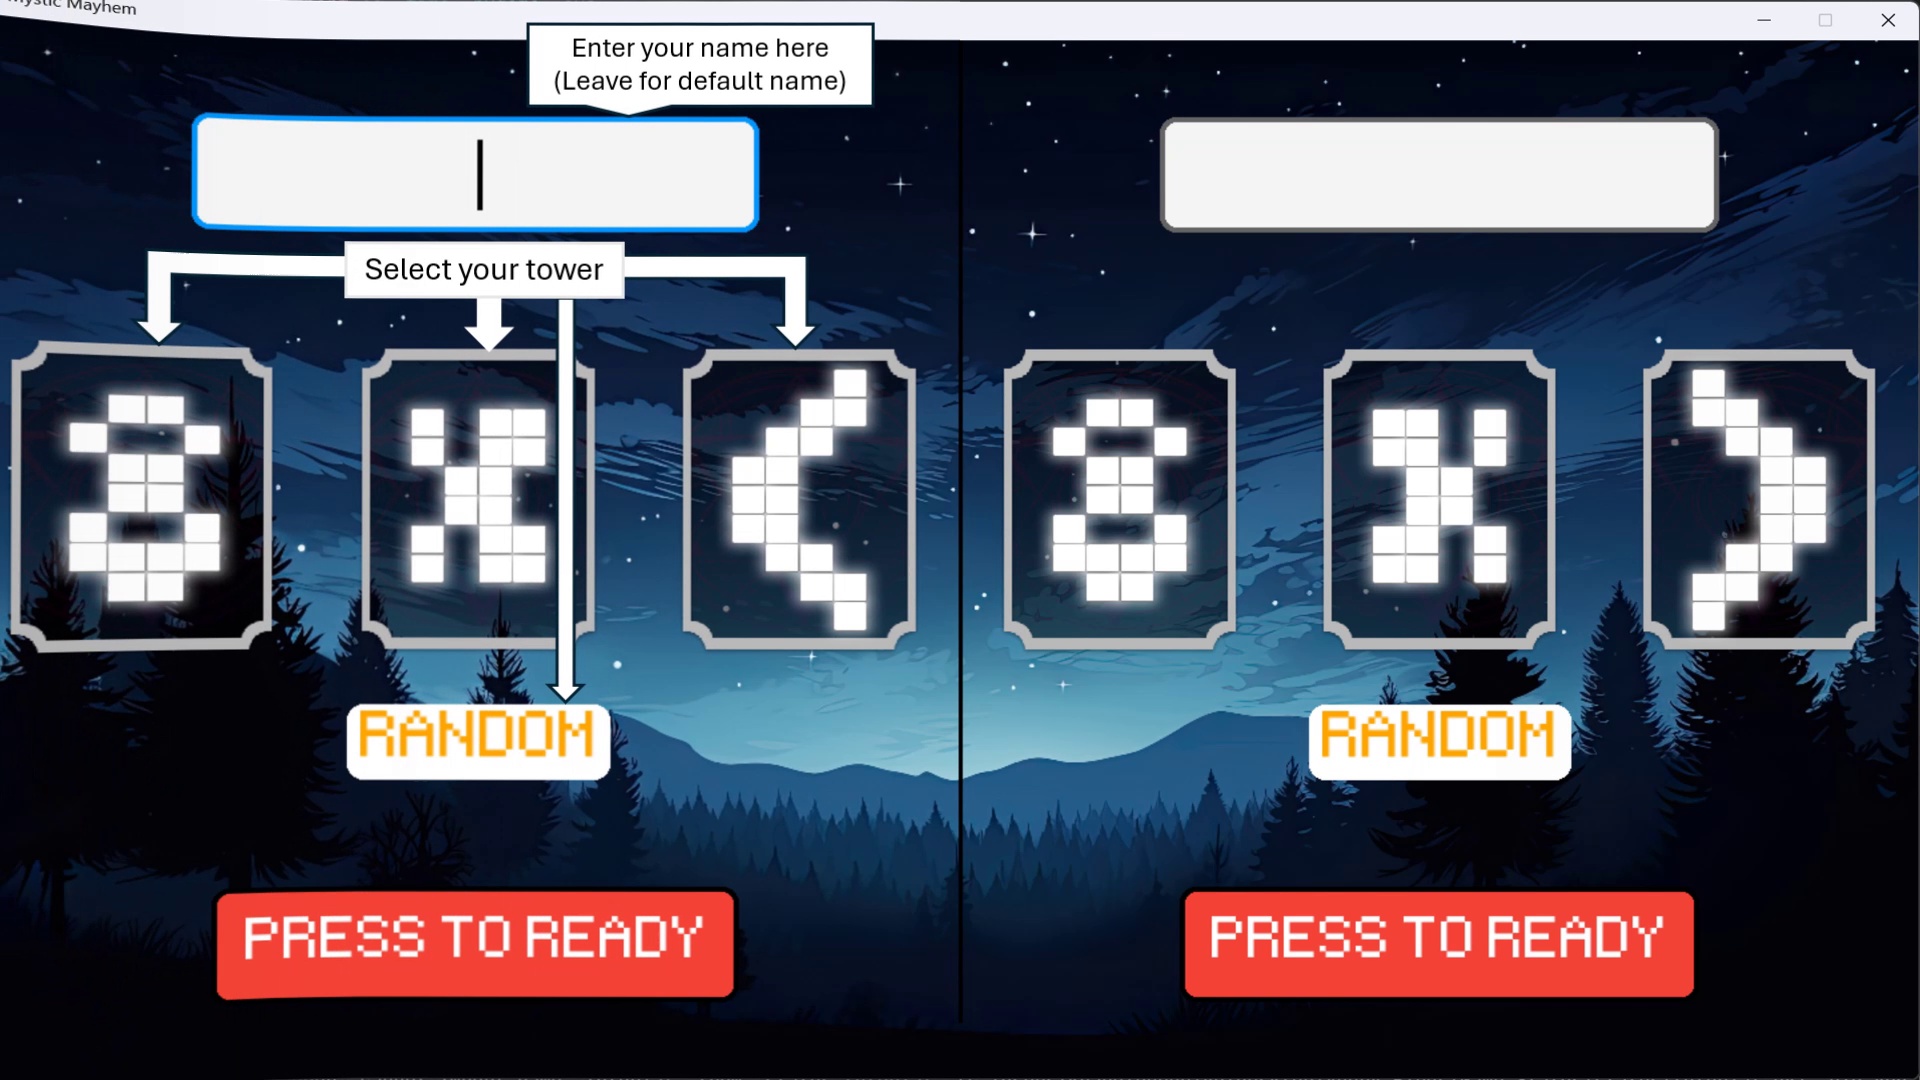 Mystic Mayhem
Enter your name here
(Leave for default name)
Select your tower
RANDOM
RANDOM
PRESS TO READY
PRESS TO READY